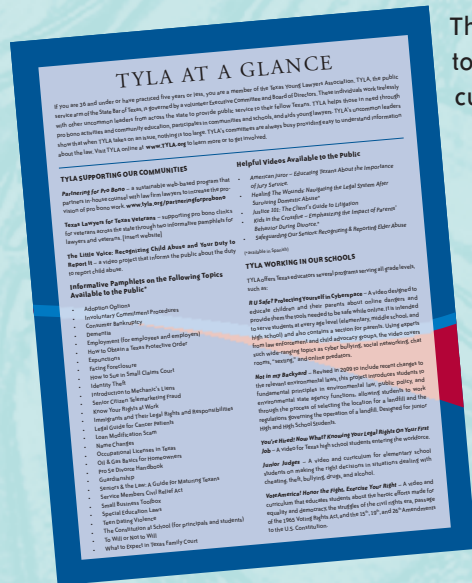 TYLA AT A GLANCE
If you are 36 and under or have practiced five years or less, you are a member of the Texas Young Lawyers Association. TYLA, the public
service arm of the State Bar of Texas, is governed by a volunteer Executive Committee and Board of Directors. These individuals work tirelessly
with other uncommon leaders from across the state to provide public service to their fellow Texans. TYLA helps those in need through
pro bono activities and community education, participates in communities and schools, and aids young lawyers. TYLA's uncommon leaders
show that when TYLA takes on an issue, nothing is too large. TYLA's committees are always busy providing easy to understand information
about the law. Visit TYLA online at www.TYLA.org to learn more or to get involved.
TYLA SUPPORTING OUR COMMUNITIES
Partnering for Pro Bono – a sustainable web-based program that
partners in-house counsel with law firm lawyers to increase the pro-
vision of pro bono work. www.tyla.org/partneringforprobono
Texas Lawyers for Texas Veterans – supporting pro bono clinics
for veterans across the state through two informative pamphlets for
lawyers and veterans. [insert website]
The Little Voice: Recognizing Child Abuse and Your Duty to
Report It – a video project that informs the public about the duty
to report child abuse.
Informative Pamphlets on the Following Topics
Available to the Public*
• Adoption Options
• Involuntary Commitment Procedures
• Consumer Bankruptcy
• Dementia
• Employment (for employees and employers)
• How to Obtain a Texas Protective Order
• Expunctions
• Facing Foreclosure
• How to Sue in Small Claims Court
• Identity Theft
• Introduction to Mechanic's Liens
• Senior Citizen Telemarketing Fraud
• Know Your Rights at Work
• Immigrants and Their Legal Rights and Responsibilities
• Legal Guide for Cancer Patients
• Loan Modification Scam
• Name Changes
• Occupational Licenses in Texas
• Oil & Gas Basics for Homeowners
• Pro Se Divorce Handbook
• Guardianship
• Seniors & the Law: A Guide for Maturing Texans
• Service Members Civil Relief Act
• Small Business Toolbox
• Special Education Laws
• Teen Dating Violence
• The Constitution at School (for principals and students)
• To Will or Not to Will
• What to Expect in Texas Family Court
Helpful Videos Available to the Public
• American Juror – Educating Texans About the Importance
of Jury Service
• Healing The Wounds: Navigating the Legal System After
Surviving Domestic Abuse*
• Justice 101: The Client's Guide to Litigation
• Kids in the Crossfire – Emphasizing the Impact of Parents'
Behavior During Divorce.*
• Safeguarding Our Seniors: Recognizing & Reporting Elder Abuse
(*Available in Spanish)
TYLA WORKING IN OUR SCHOOLS
TYLA offers Texas educators several programs serving all grade levels,
such as:
R U Safe? Protecting Yourself in Cyberspace – A video designed to
educate children and their parents about online dangers and
provide them the tools needed to be safe while online. It is intended
to serve students at every age level (elementary, middle school, and
high school) and also contains a section for parents. Using experts
from law enforcement and child advocacy groups, the video covers
such wide-ranging topics as cyber bullying, social networking, chat
rooms, "sexting," and online predators.
Not in my Backyard – Revised in 2009 to include recent changes to
the relevant environmental laws, this project introduces students to
fundamental principles in environmental law, public policy, and
environmental state agency functions, allowing students to work
through the process of selecting the location for a landfill and the
regulations governing the operation of a landfill. Designed for Junior
High and High School Students.
You're Hired! Now What? Knowing Your Legal Rights On Your First
Job – A video for Texas high school students entering the workforce.
Junior Judges – A video and curriculum for elementary school
students on making the right decisions in situations dealing with
cheating, theft, bullying, drugs, and alcohol.
VoteAmerica! Honor the Fight, Exercise Your Right – A video and
curriculum that educates students about the heroic efforts made for
equality and democracy the struggles of the civil rights era, passage
of the 1965 Voting Rights Act, and the 15th, 19th, and 26th Amendments
to the U.S. Constitution.
Th
to
cu